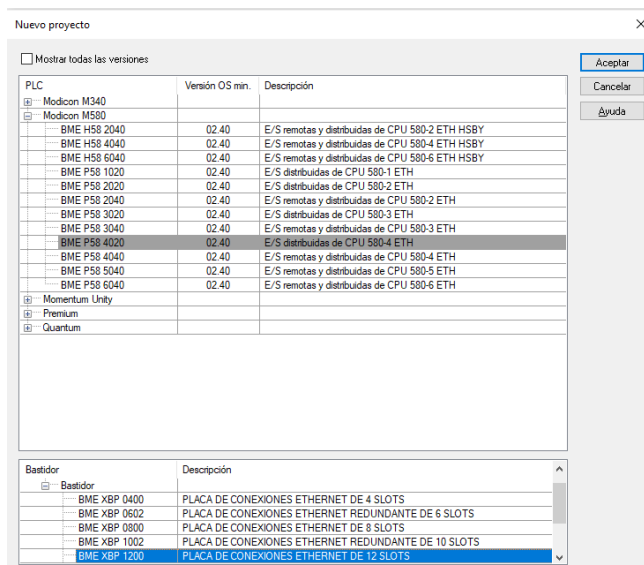 Nuevo proyecto
Mostrar todas las versiones
Aceptar
Cancelar
Ayuda
PLC Versión OS min. Descripción
Modicon M340
Modicon M580
BME H58 2040 02.40 E/S remotas y distribuidas de CPU 580-2 ETH HSBY
BME H58 4040 02.40 E/S remotas y distribuidas de CPU 580-4 ETH HSBY
BME H58 6040 02.40 E/S remotas y distribuidas de CPU 580-6 ETH HSBY
BME P58 1020 02.40 E/S distribuidas de CPU 580-1 ETH
BME P58 2020 02.40 E/S distribuidas de CPU 580-2 ETH
BME P58 2040 02.40 E/S remotas y distribuidas de CPU 580-2 ETH
BME P58 3020 02.40 E/S distribuidas de CPU 580-3 ETH
BME P58 3040 02.40 E/S remotas y distribuidas de CPU 580-3 ETH
BME P58 4020 02.40 E/S distribuidas de CPU 580-4 ETH
BME P58 4040 02.40 E/S remotas y distribuidas de CPU 580-4 ETH
BME P58 5040 02.40 E/S remotas y distribuidas de CPU 580-5 ETH
BME P58 6040 02.40 E/S remotas y distribuidas de CPU 580-6 ETH
Momentum Unity
Premium
Quantum
Bastidor Descripción
Bastidor
BME XBP 0400 PLACA DE CONEXIONES ETHERNET DE 4 SLOTS
BME XBP 0602 PLACA DE CONEXIONES ETHERNET REDUNDANTE DE 6 SLOTS
BME XBP 0800 PLACA DE CONEXIONES ETHERNET DE 8 SLOTS
BME XBP 1002 PLACA DE CONEXIONES ETHERNET REDUNDANTE DE 10 SLOTS
BME XBP 1200 PLACA DE CONEXIONES ETHERNET DE 12 SLOTS